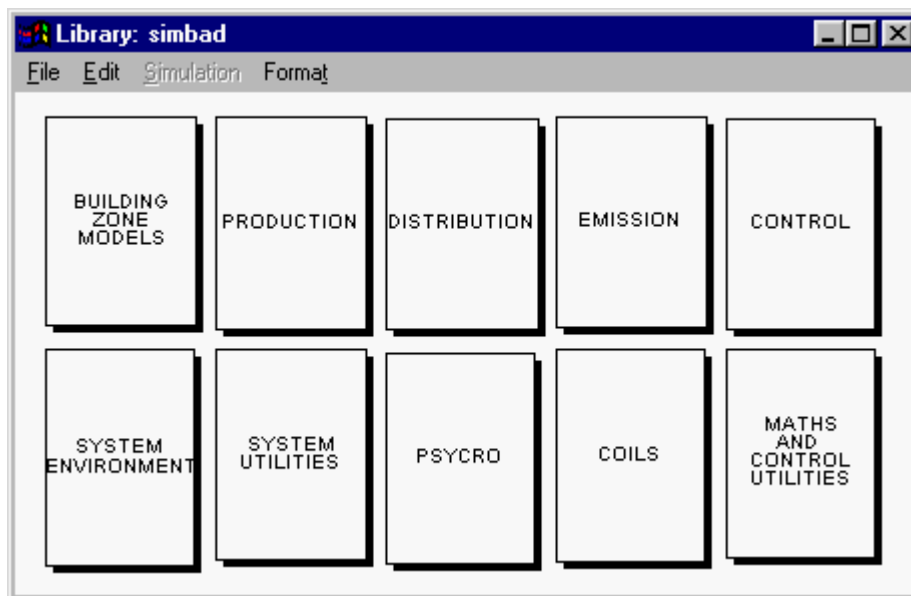 Library: simbad
File Edit Simulation Format
BUILDING
ZONE
MODELS
PRODUCTION
DISTRIBUTION
EMISSION
CONTROL
SYSTEM
ENVIRONMENT
SYSTEM
UTILITIES
PSYCRO
COILS
MATHS
AND
CONTROL
UTILITIES